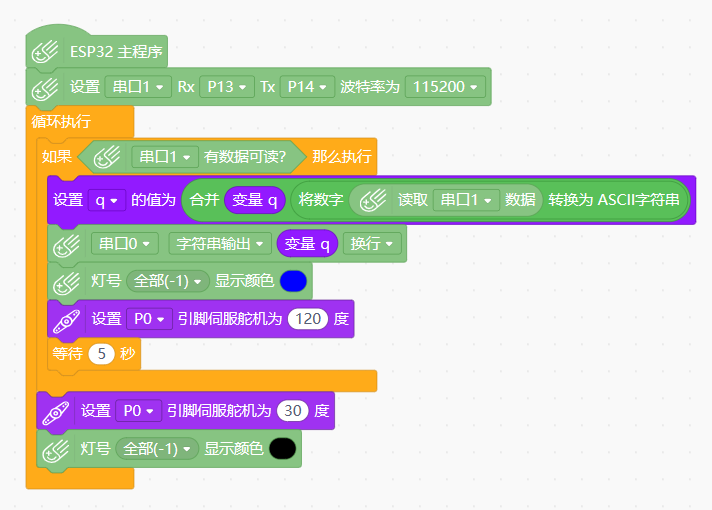 ESP32 主程序
设置 串口1 Rx P13 Tx P14 波特率为 115200
循环执行
如果 串口1 有数据可读? 那么执行
设置 q 的值为 合并 变量 q 将数字 读取 串口1 数据 转换为 ASCII字符串
串口0 字符串输出 变量 q 换行
灯号 全部(-1) 显示颜色
设置 P0 引脚伺服舵机为 120 度
等待 5 秒
设置 P0 引脚伺服舵机为 30 度
灯号 全部(-1) 显示颜色